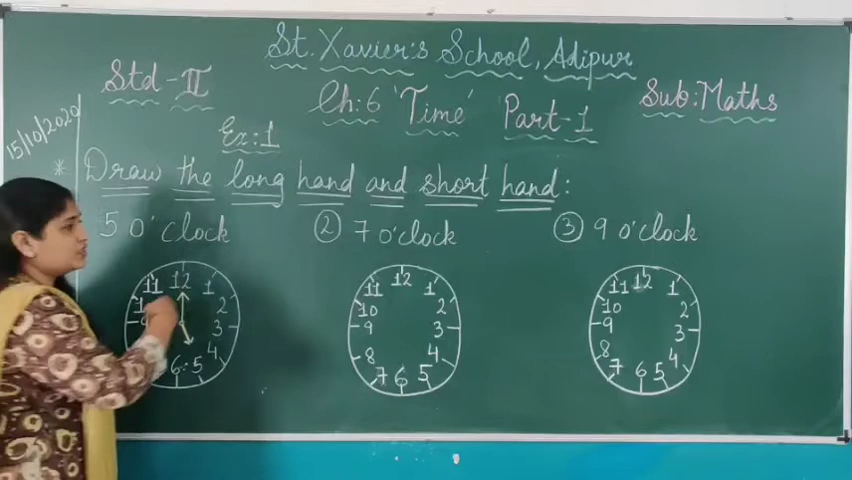 St. Xavier's School, Adipur
Std-II Ch:6 'Time' Part-1 Sub: Maths
15/10/2020
Ex:1
* Draw the long hand and short hand:
5 o'clock ② 7 o'clock ③ 9 o'clock
11 12 1 2 3 4 5 6
12 1 2 3 4 5 6 7 8 9 10 11
12 1 2 3 4 5 6 7 8 9 10 11